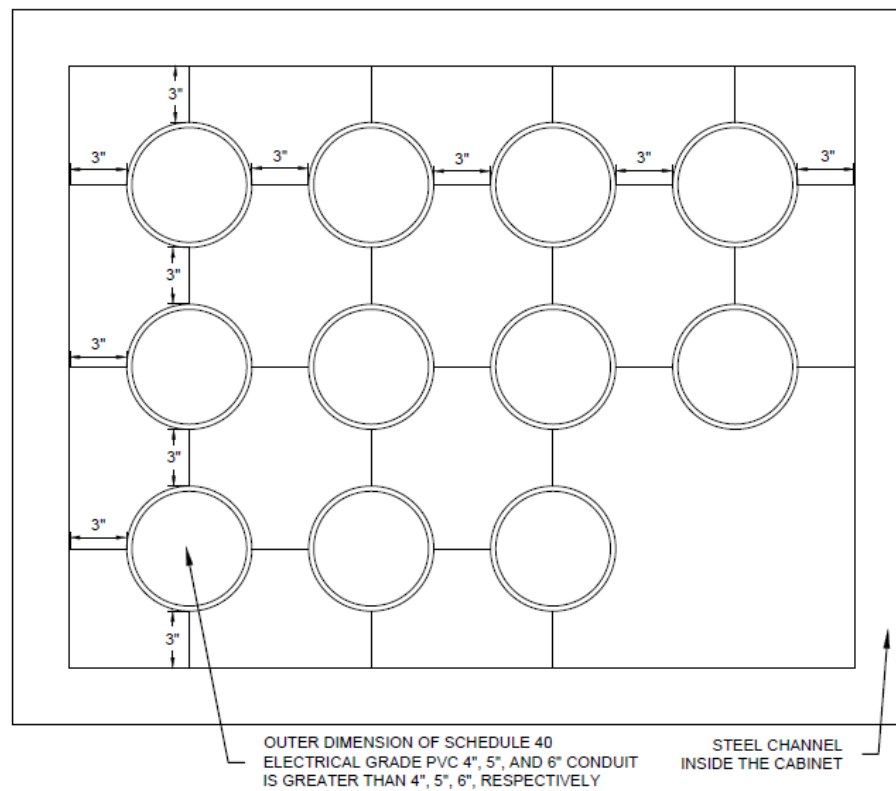 3"
3" 3" 3" 3" 3"
3"
3"
3"
3"
3"
OUTER DIMENSION OF SCHEDULE 40
ELECTRICAL GRADE PVC 4", 5", AND 6" CONDUIT
IS GREATER THAN 4", 5", 6", RESPECTIVELY
STEEL CHANNEL
INSIDE THE CABINET